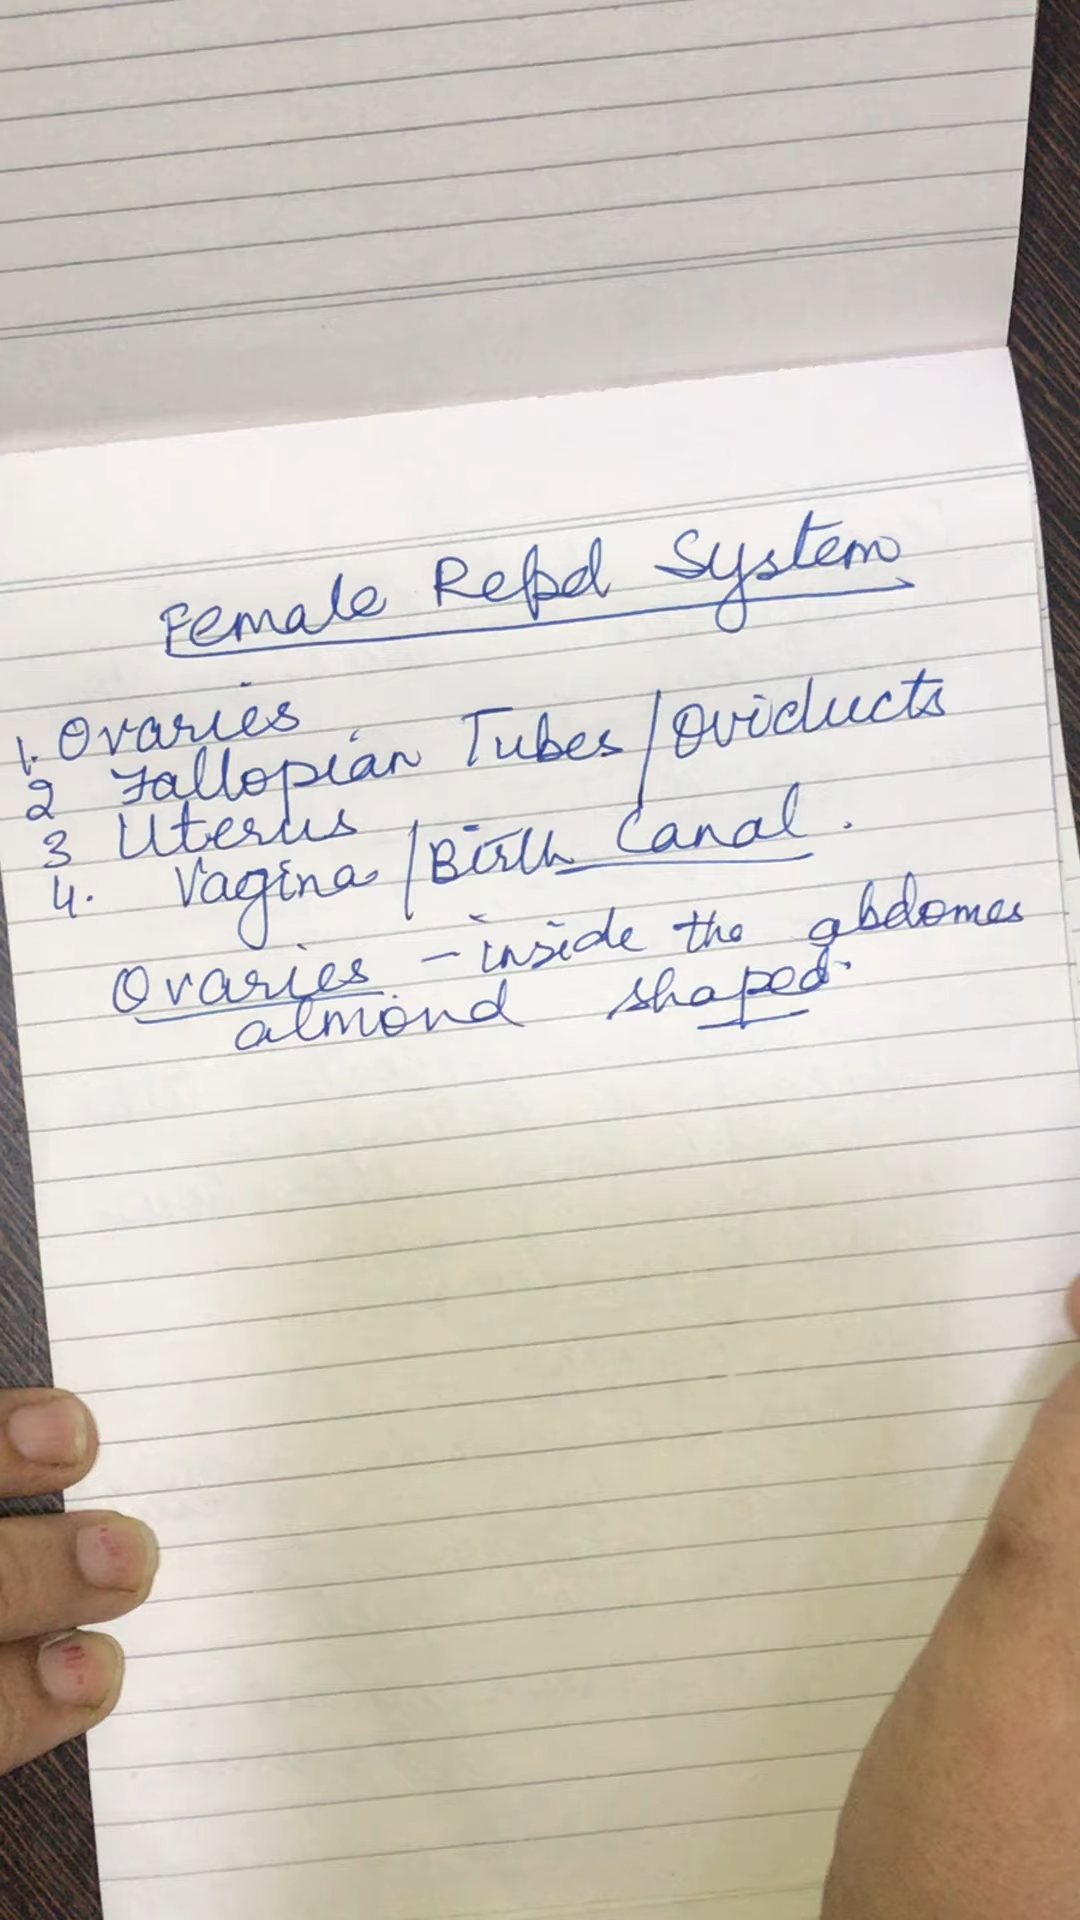 Female Repd System
1. Ovaries
2 Fallopian Tubes/Oviducts
3 Uterus
4. Vagina/Birth Canal.
Ovaries - inside the abdomes
almond shaped.